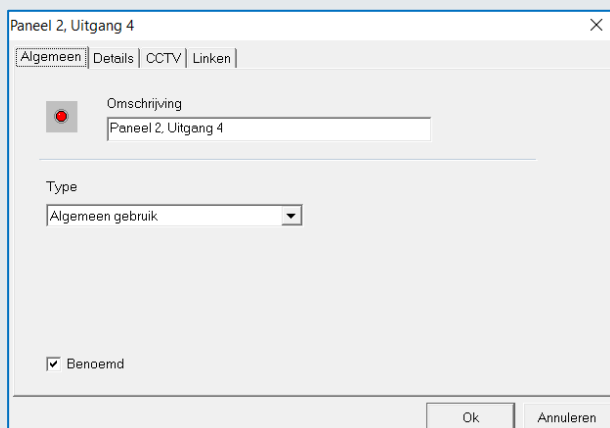 Paneel 2, Uitgang 4
Algemeen Details CCTV Linken
Omschrijving
Paneel 2, Uitgang 4
Type
Algemeen gebruik
Benoemd
Ok Annuleren